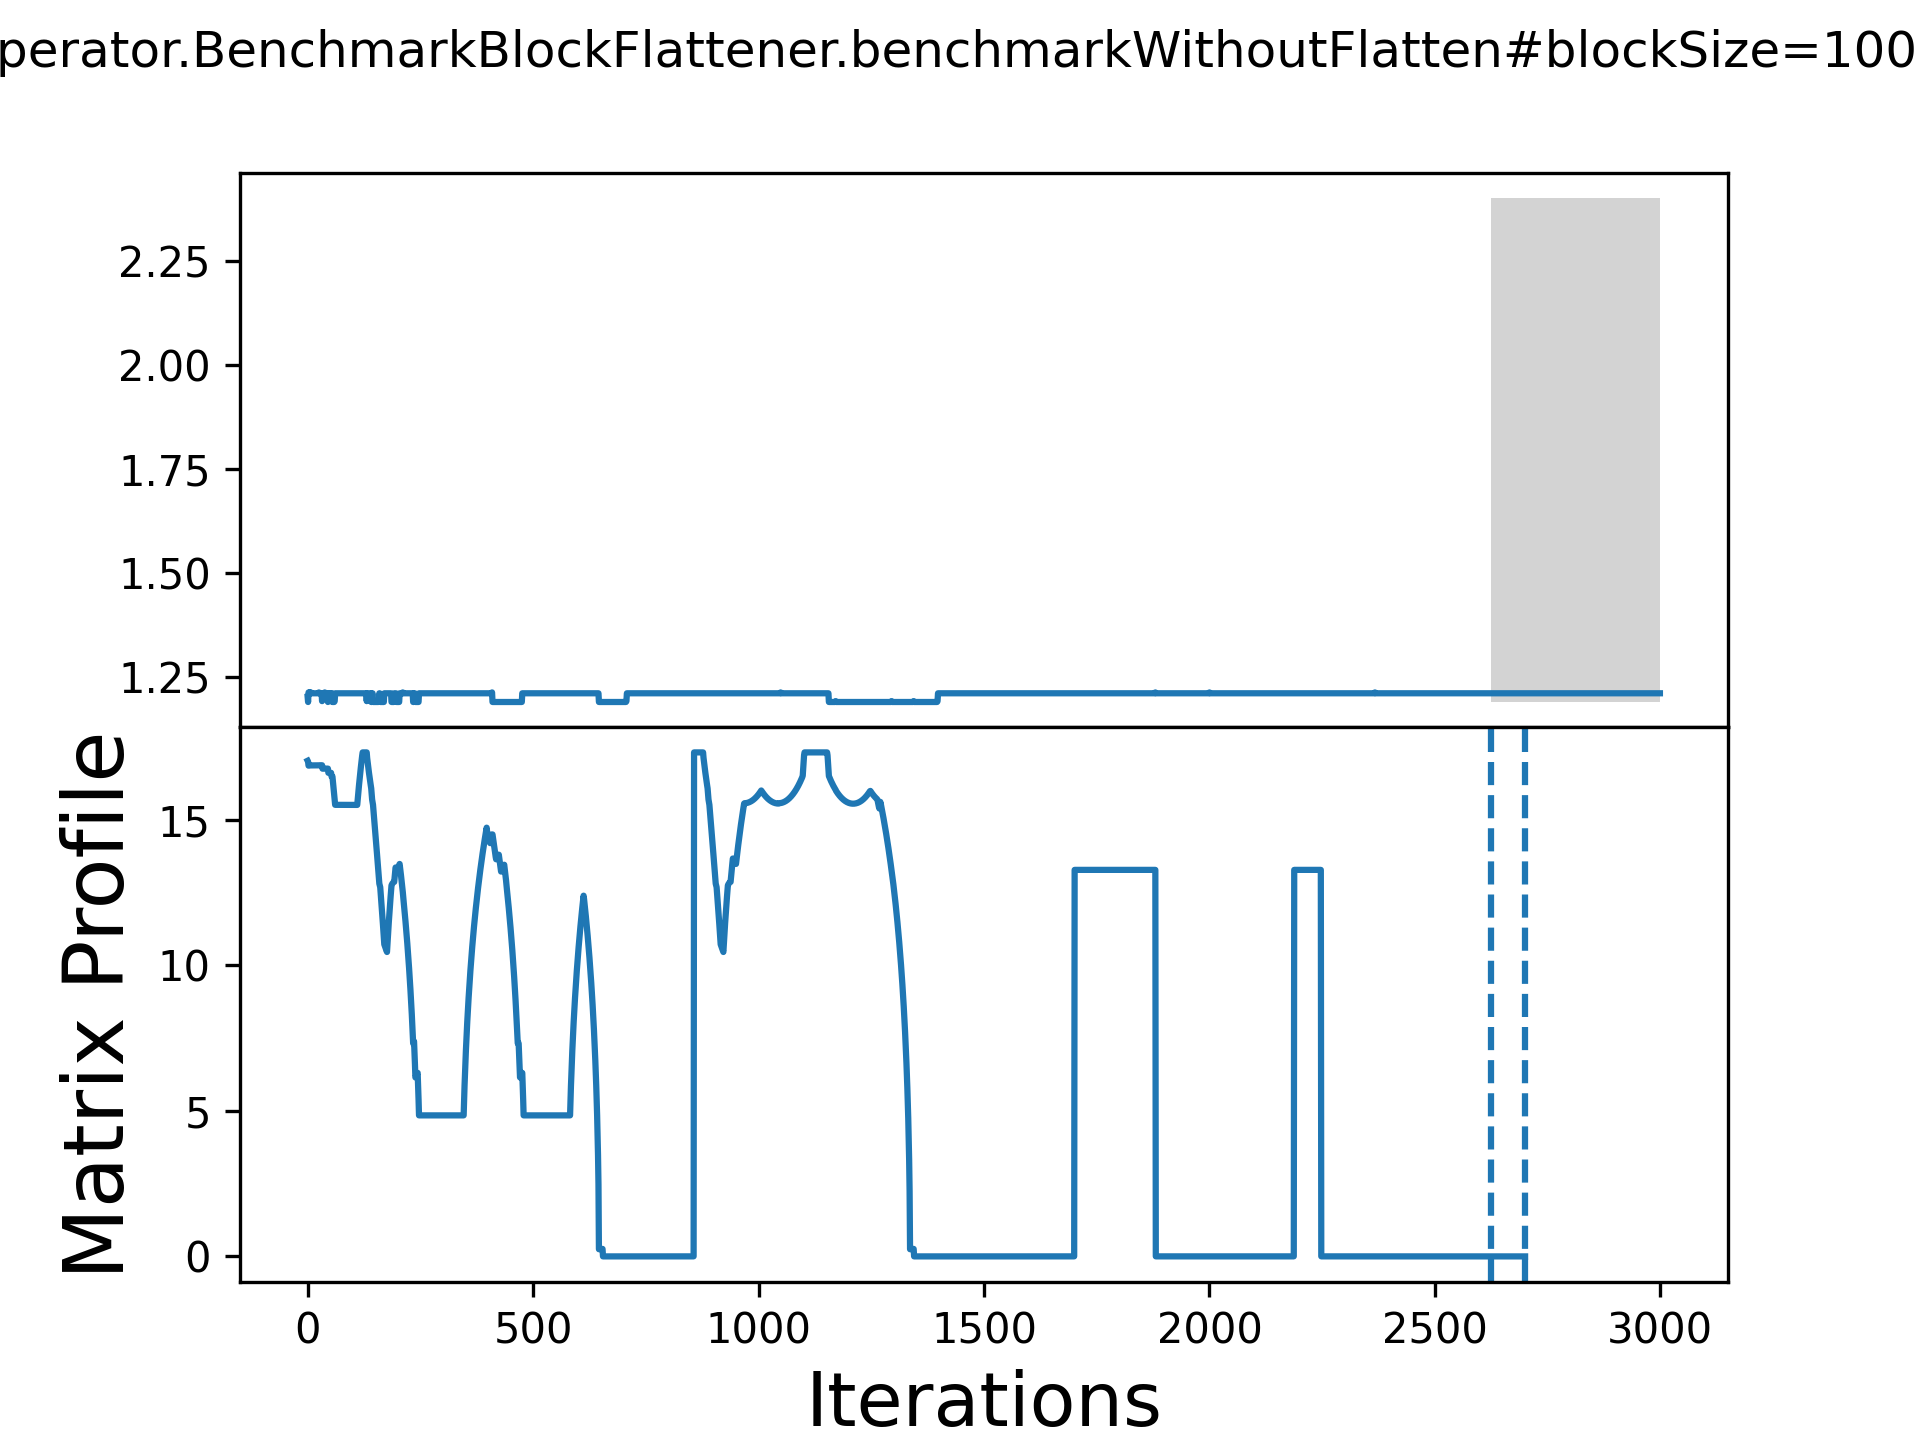 perator.BenchmarkBlockFlattener.benchmarkWithoutFlatten#blockSize=100
2.25
2.00
1.75
1.50
1.25
Matrix Profile
15
10
5
0
0 500 1000 1500 2000 2500 3000
Iterations